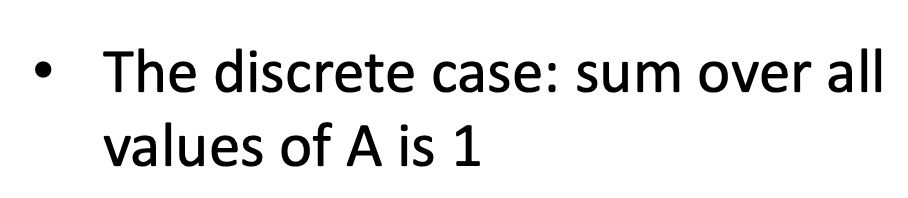 • The discrete case: sum over all
values of A is 1